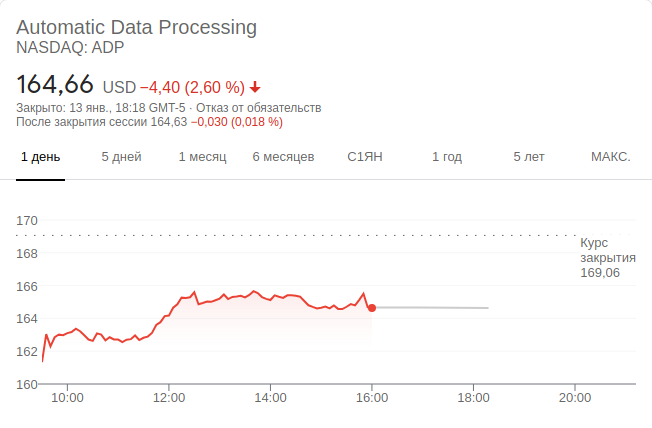 Automatic Data Processing
NASDAQ: ADP
164,66 USD −4,40 (2,60 %)
Закрыто: 13 янв., 18:18 GMT-5 · Отказ от обязательств
После закрытия сессии 164,63 −0,030 (0,018 %)
1 день 5 дней 1 месяц 6 месяцев С1ЯН 1 год 5 лет МАКС.
170
168
166
164
162
160
Курс
закрытия
169,06
10:00 12:00 14:00 16:00 18:00 20:00